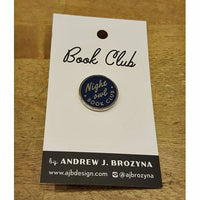 Book Club
Night
owl
BOOK CLUB
by, ANDREW J. BROZYNA
www.ajbdesign.com @ajbrozyna